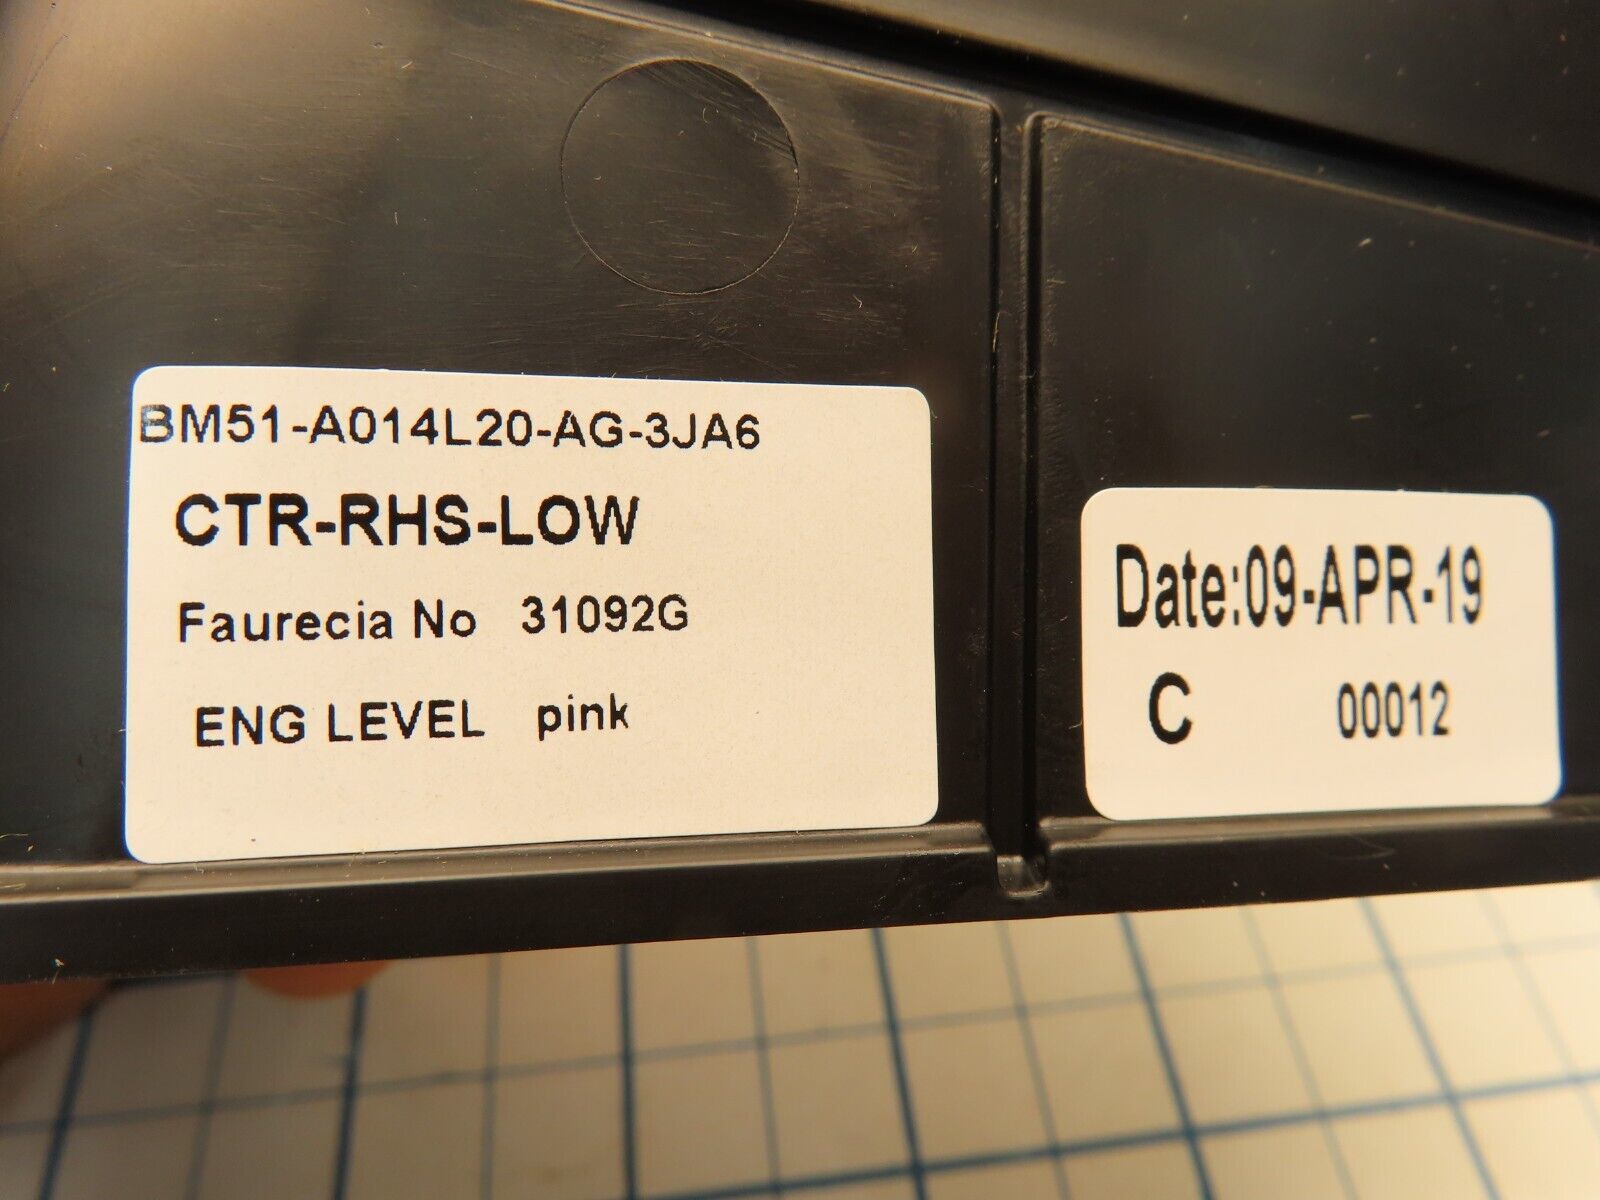 BM51-A014L20-AG-3JA6
CTR-RHS-LOW
Faurecia No 31092G
ENG LEVEL pink
Date:09-APR-19
C 00012